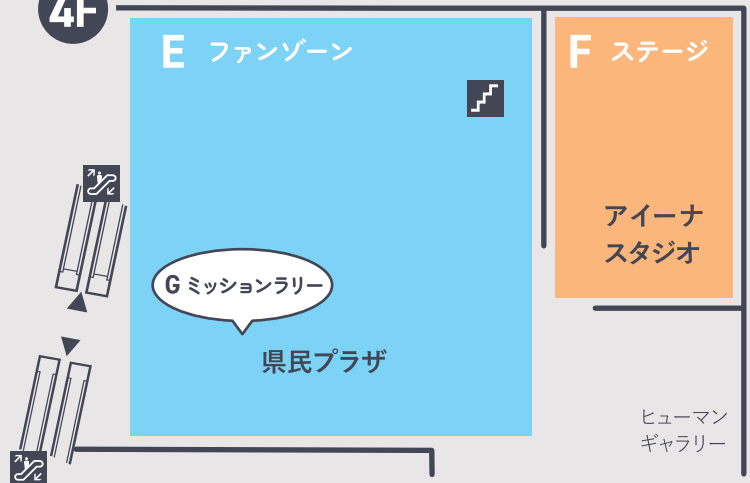 4F
E ファンゾーン
F ステージ
アイーナ
スタジオ
G ミッションラリー
県民プラザ
ヒューマン
ギャラリー